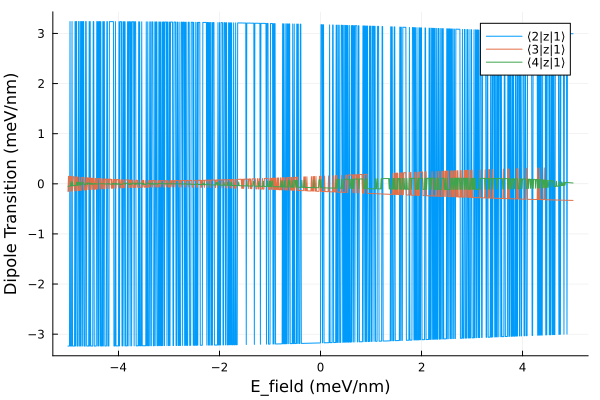 3
2
1
0
−1
−2
−3
Dipole Transition (meV/nm)
−4
−2
0
2
4
E_field (meV/nm)
⟨2|z|1⟩
⟨3|z|1⟩
⟨4|z|1⟩